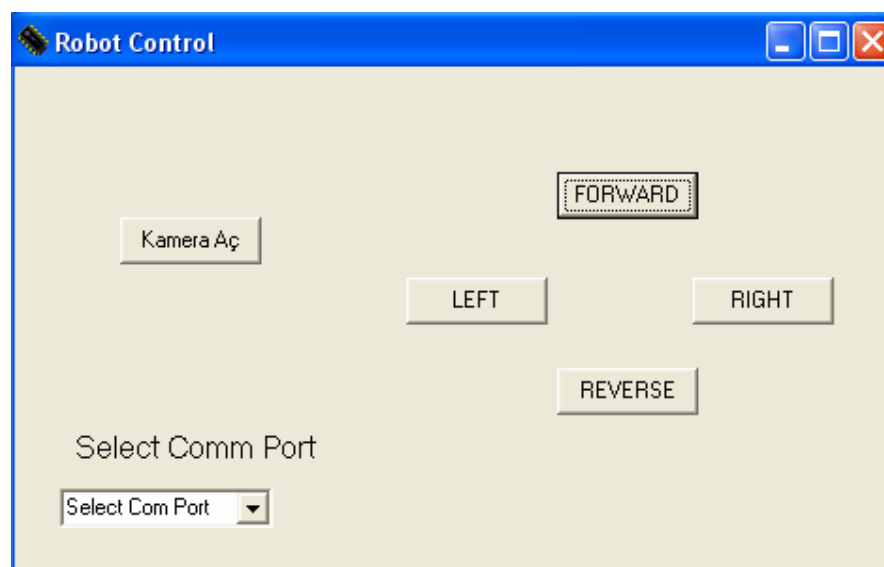 Robot Control
FORWARD
Kamera Aç
LEFT
RIGHT
REVERSE
Select Comm Port
Select Com Port